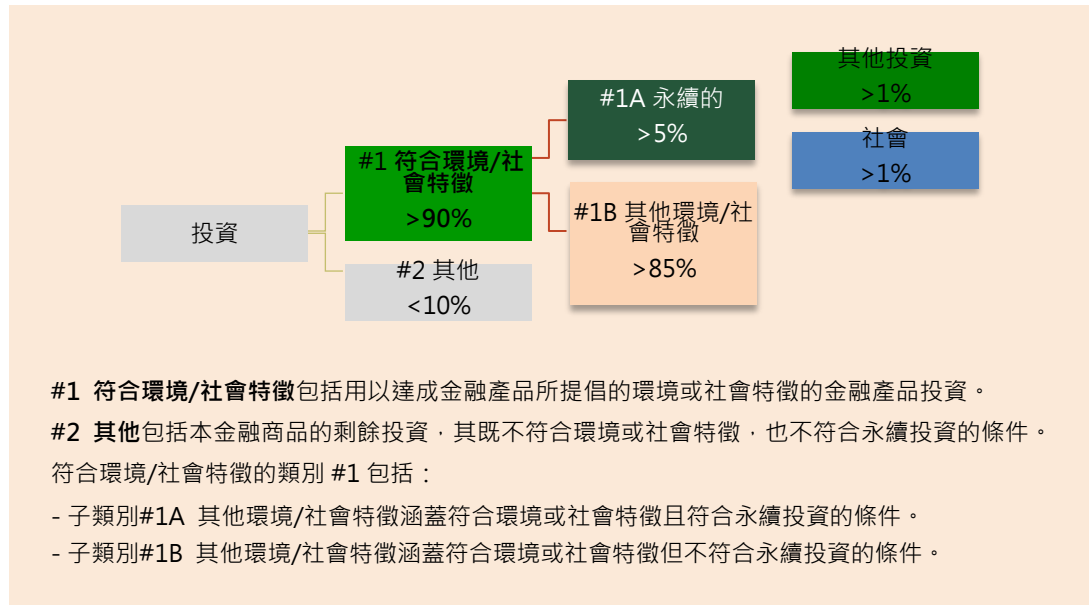 投資
#1 符合環境/社
會特徵
>90%
#2 其他
<10%
#1A 永續的
>5%
#1B 其他環境/社
會特徵
>85%
其他投資
>1%
社會
>1%
#1 符合環境/社會特徵包括用以達成金融產品所提倡的環境或社會特徵的金融產品投資。
#2 其他包括本金融商品的剩餘投資，其既不符合環境或社會特徵，也不符合永續投資的條件。
符合環境/社會特徵的類別 #1 包括：
- 子類別#1A 其他環境/社會特徵涵蓋符合環境或社會特徵且符合永續投資的條件。
- 子類別#1B 其他環境/社會特徵涵蓋符合環境或社會特徵但不符合永續投資的條件。